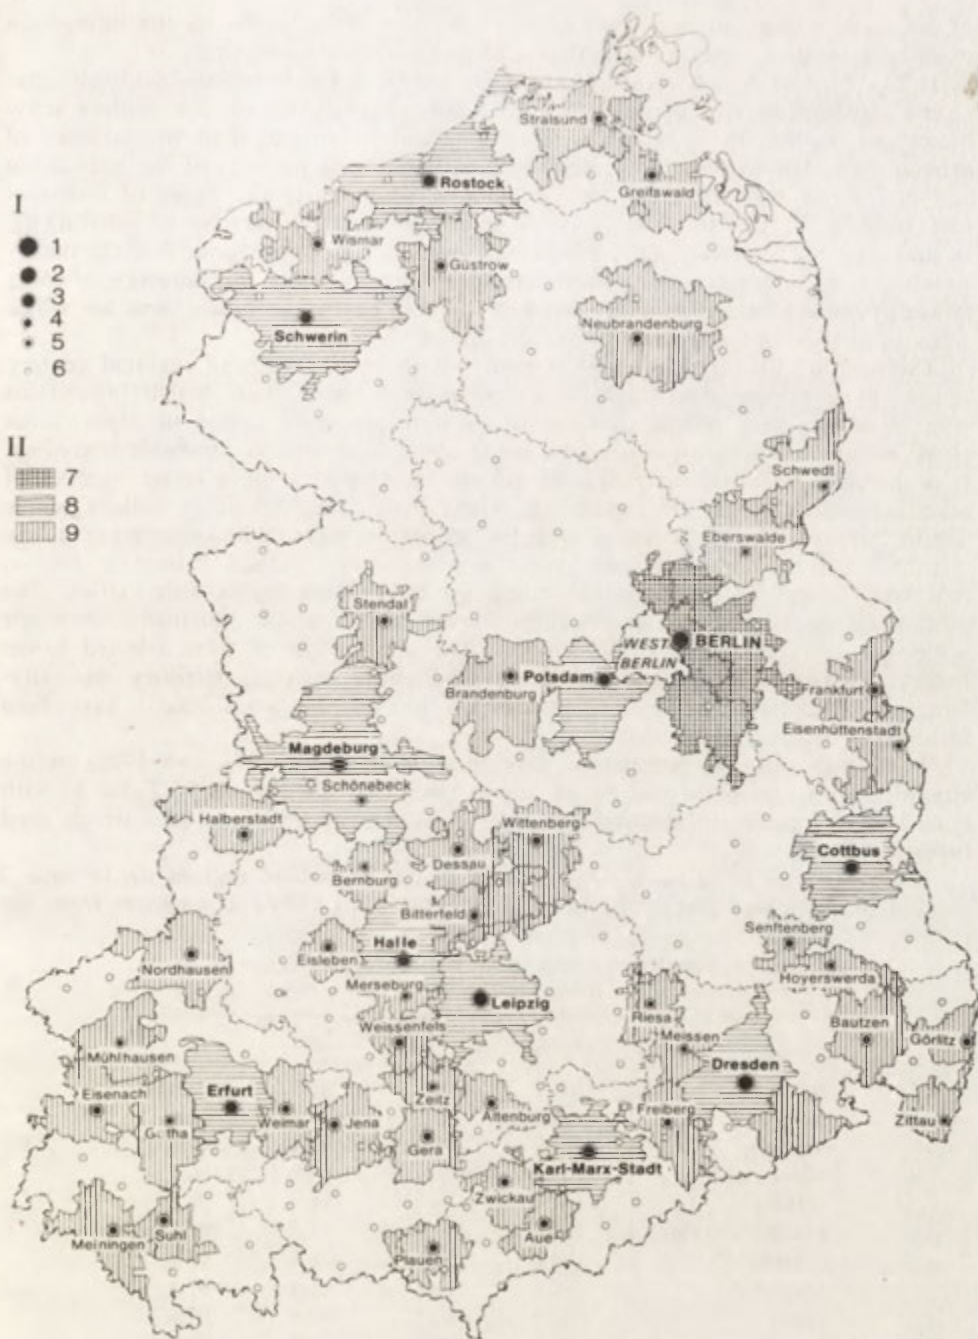 Stralsund
Rostock
Greifswald
I
Wismar
1
Güstrow
2
3
4
Schwerin
Neubrandenburg
5
6
II
Schwedt
7
8
9
Eberswalde
Stendal
WEST BERLIN
BERLIN
Potsdam
Brandenburg
Frankfurt
Eisenhüttenstadt
Magdeburg
Schönebeck
Halberstadt
Wittenberg
Cottbus
Dessau
Bernburg
Bitterfeld
Senftenberg
Halle
Eisleben
Nordhausen
Hoyerswerda
Merseburg
Leipzig
Riesa
Bautzen
Weissenfels
Meissen
Görlitz
Mühlhausen
Dresden
Erfurt
Eisenach
Zeitz
Altenburg
Freiberg
Gotha
Weimar
Jena
Zittau
Gera
Karl-Marx-Stadt
Zwickau
Suhl
Aue
Meiningen
Plauen